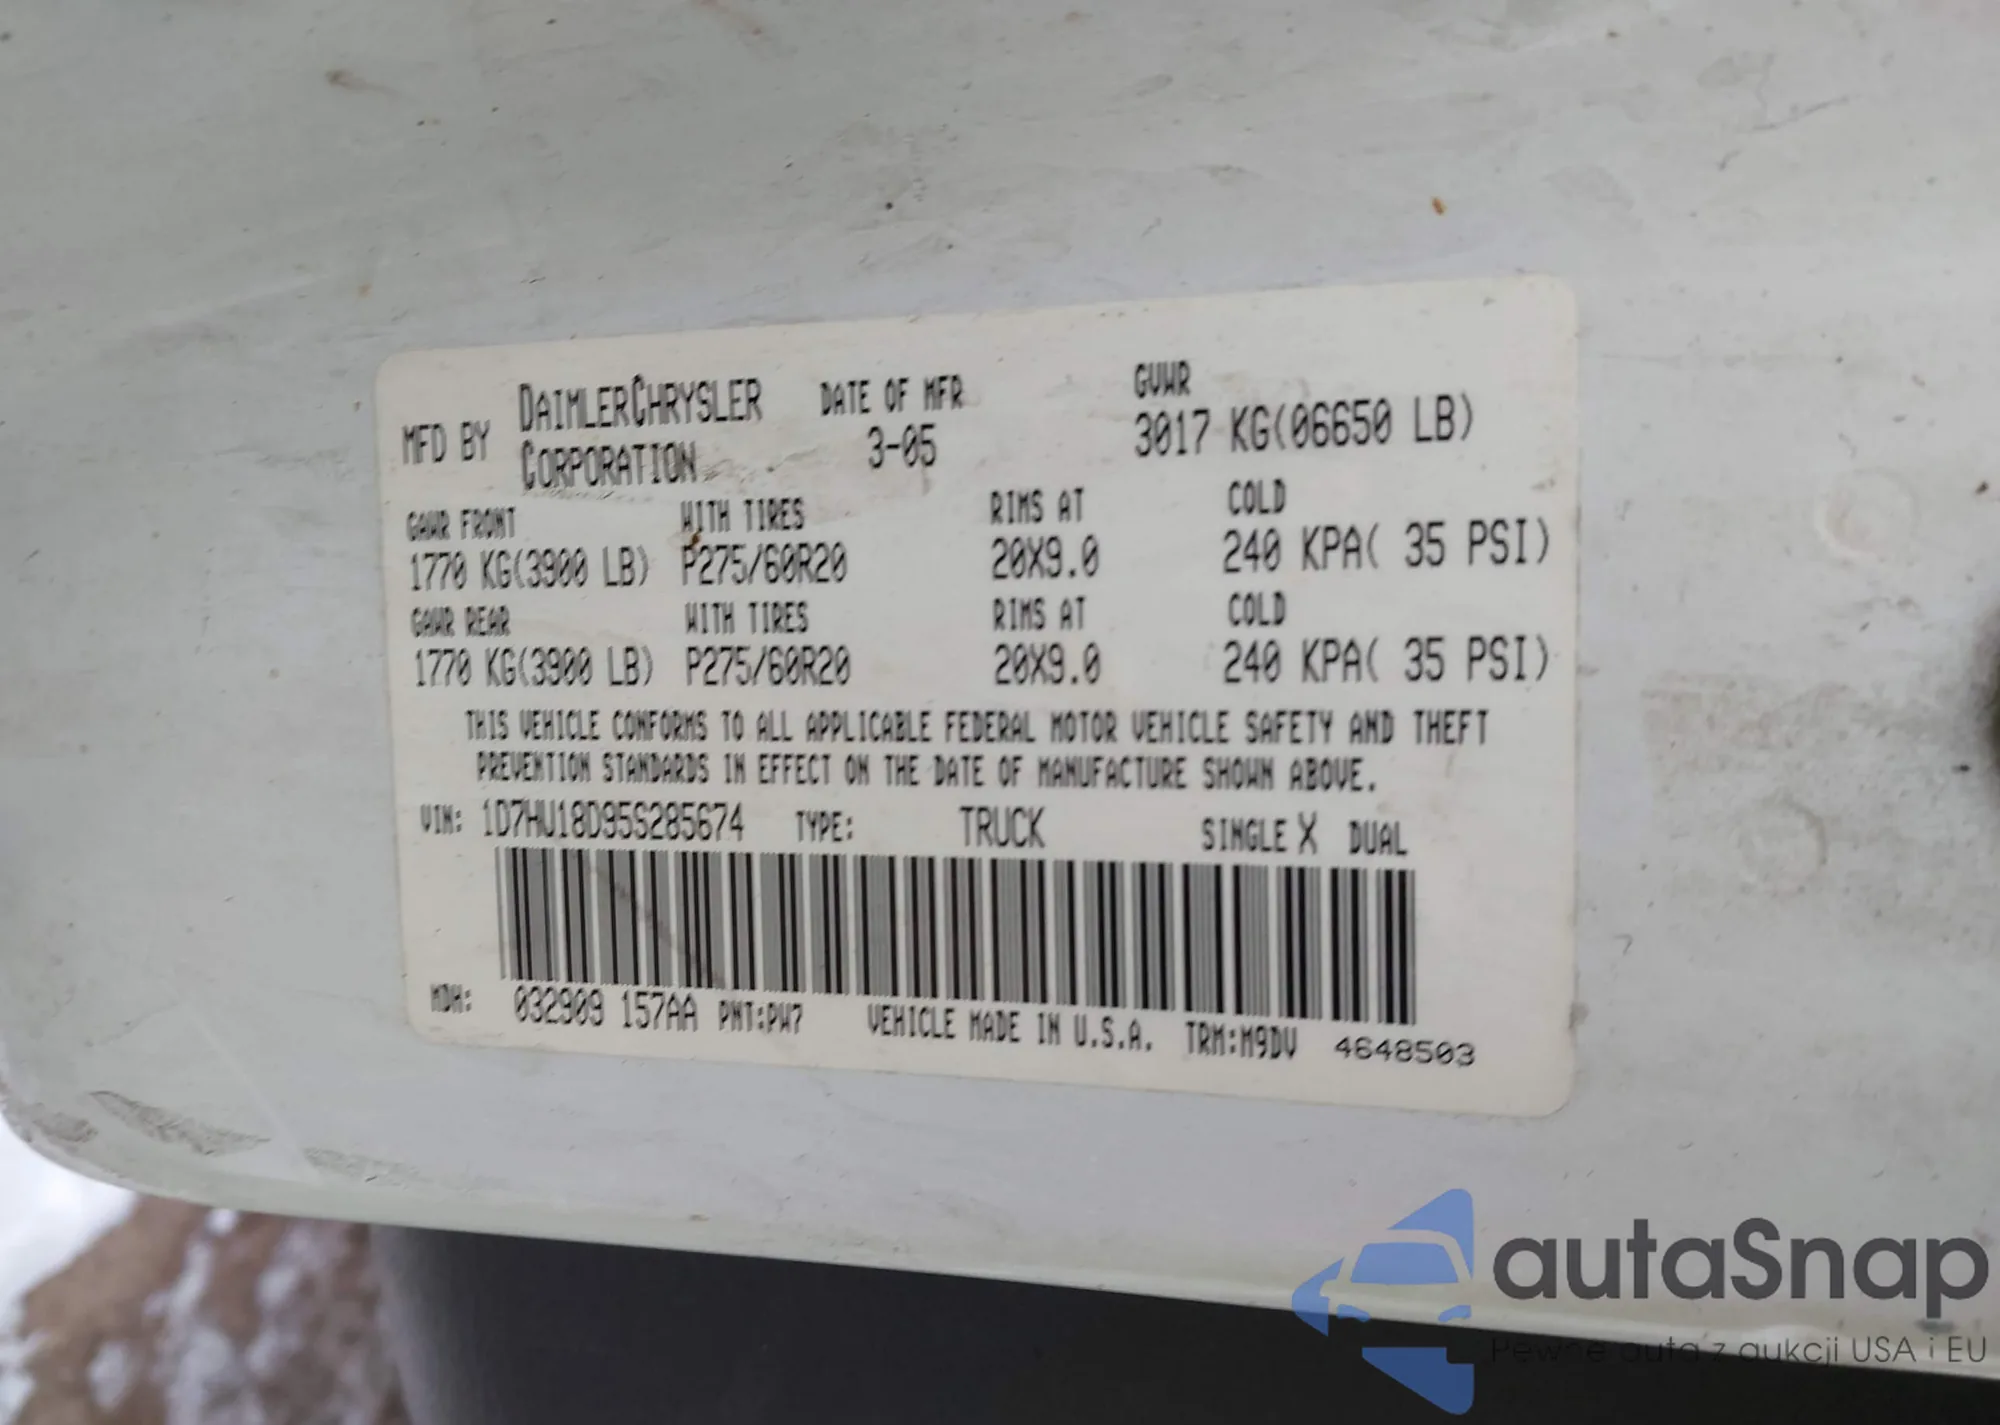 MFD BY DAIMLERCHRYSLER CORPORATION DATE OF MFR 3-05 GVWR 3017 KG(06650 LB)
GAWR FRONT WITH TIRES RIMS AT COLD
1770 KG(3900 LB) P275/60R20 20X9.0 240 KPA( 35 PSI)
GAWR REAR WITH TIRES RIMS AT COLD
1770 KG(3900 LB) P275/60R20 20X9.0 240 KPA( 35 PSI)
THIS VEHICLE CONFORMS TO ALL APPLICABLE FEDERAL MOTOR VEHICLE SAFETY AND THEFT
PREVENTION STANDARDS IN EFFECT ON THE DATE OF MANUFACTURE SHOWN ABOVE.
VIN: 1D7HU18D95S285674 TYPE: TRUCK SINGLE X DUAL
MDH: 032909 157AA PNT:PW7 VEHICLE MADE IN U.S.A. TRM:M9DV 4648503
autaSnap
Pewne auta z aukcji USA i EU